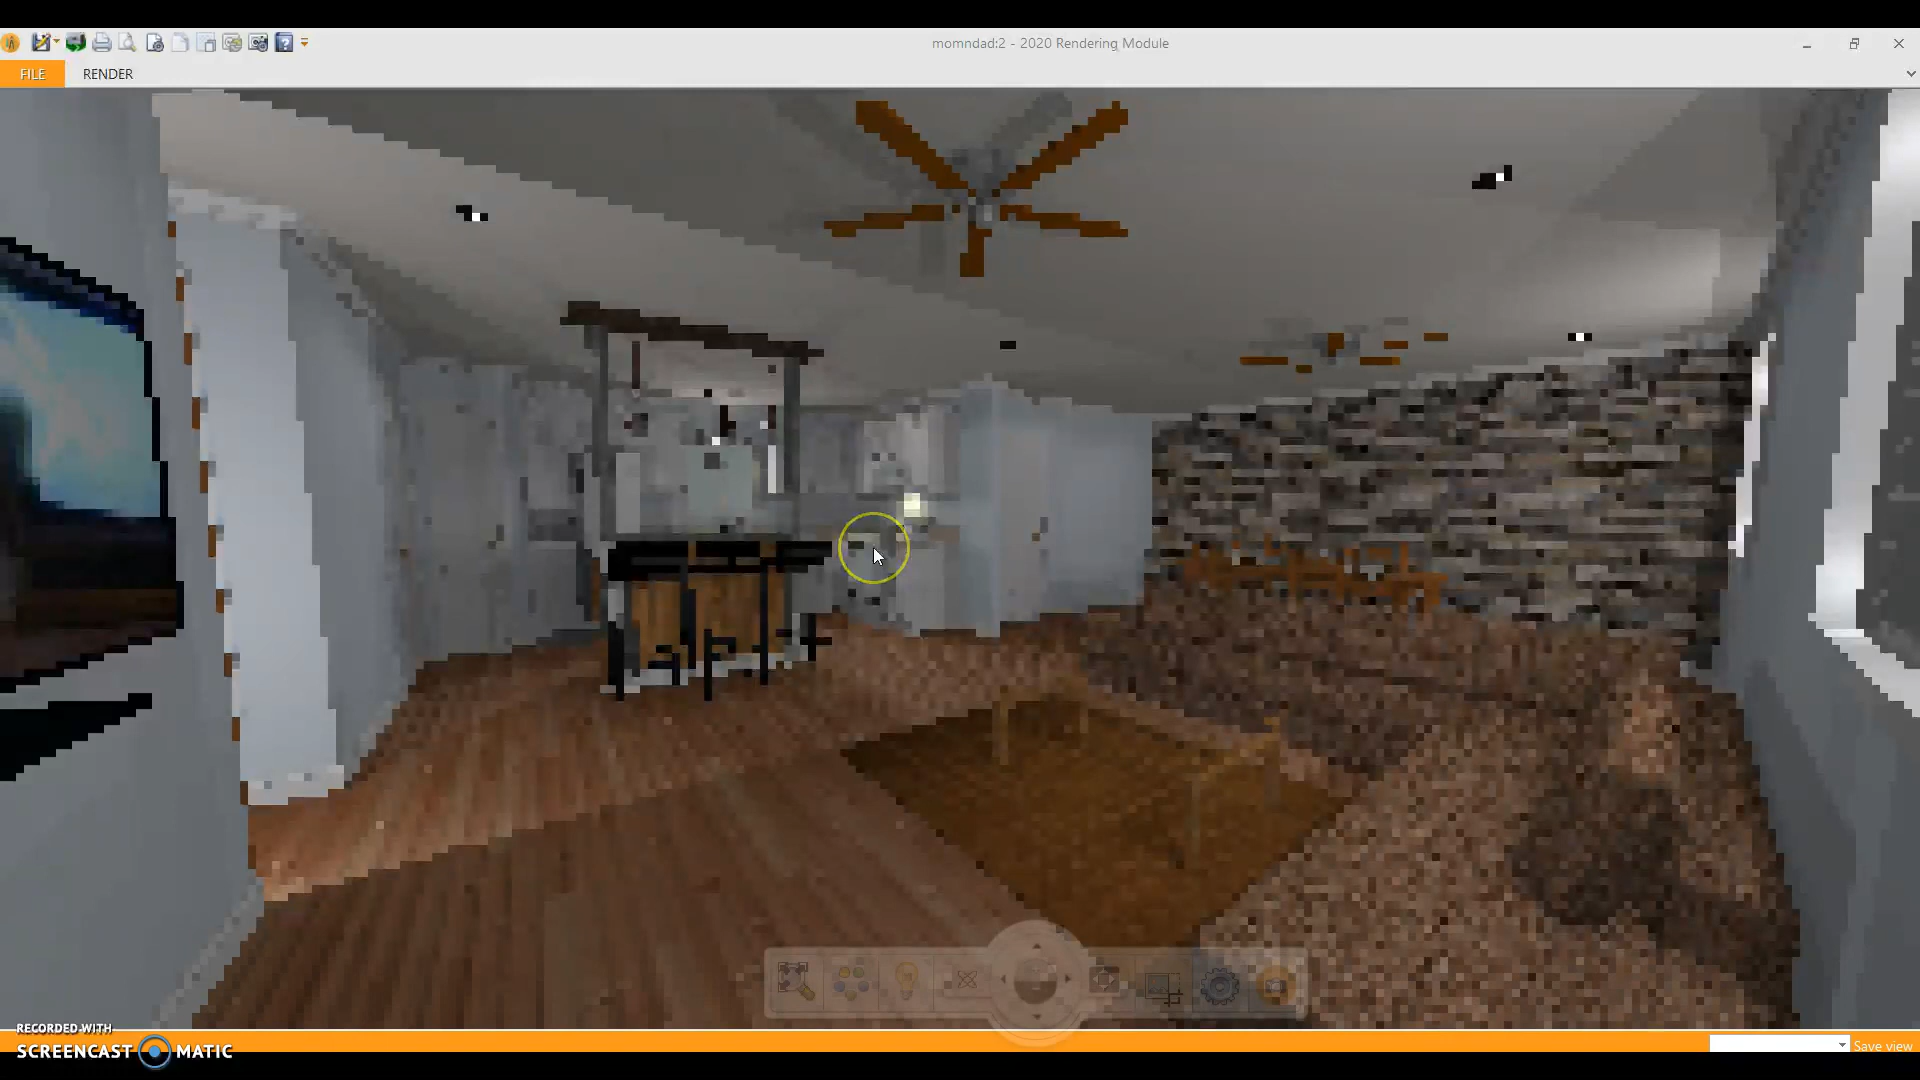 momndad:2 - 2020 Rendering Module
FILE
RENDER
RECORDED WITH
SCREENCAST MATIC
Save view